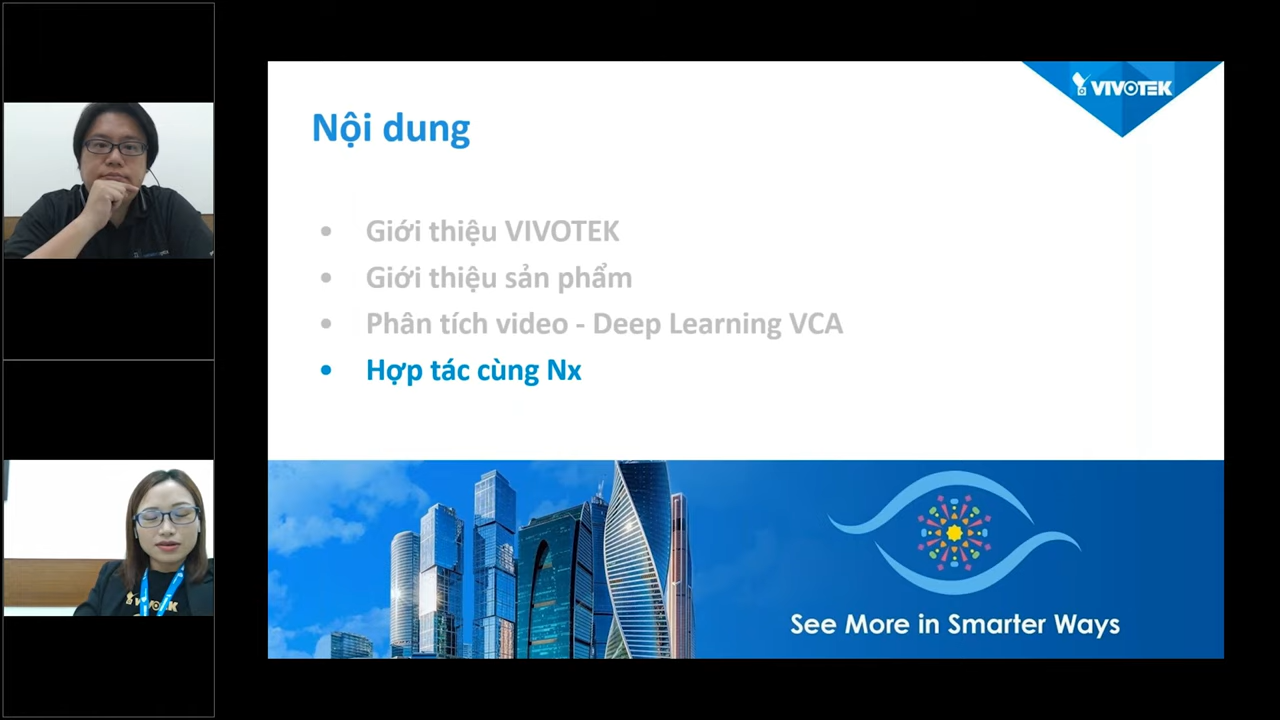 VIVOTEK
Nội dung
• Giới thiệu VIVOTEK
• Giới thiệu sản phẩm
• Phân tích video - Deep Learning VCA
• Hợp tác cùng Nx
See More in Smarter Ways
VIVOTEK